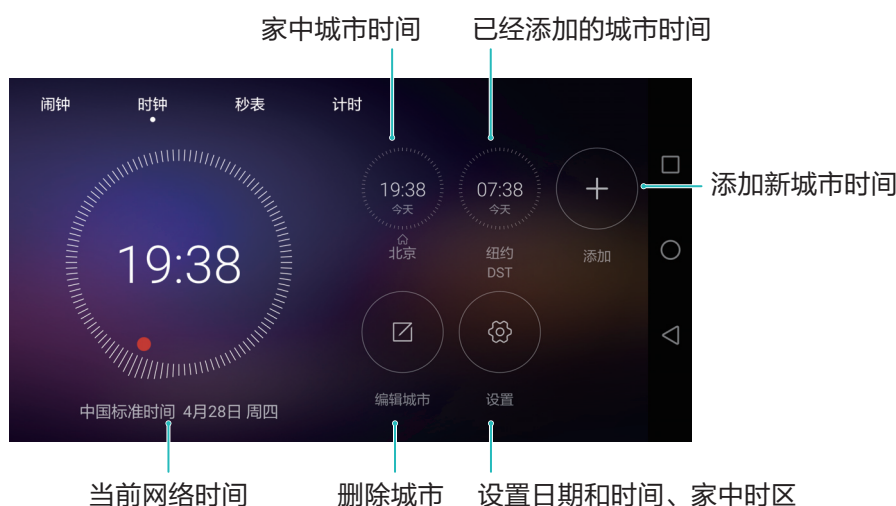 家中城市时间 已经添加的城市时间
闹钟 时钟 秒表 计时
19:38 07:38
今天 今天
添加新城市时间
19:38
北京 纽约 添加
DST
编辑城市 设置
中国标准时间 4月28日 周四
当前网络时间 删除城市 设置日期和时间、家中时区